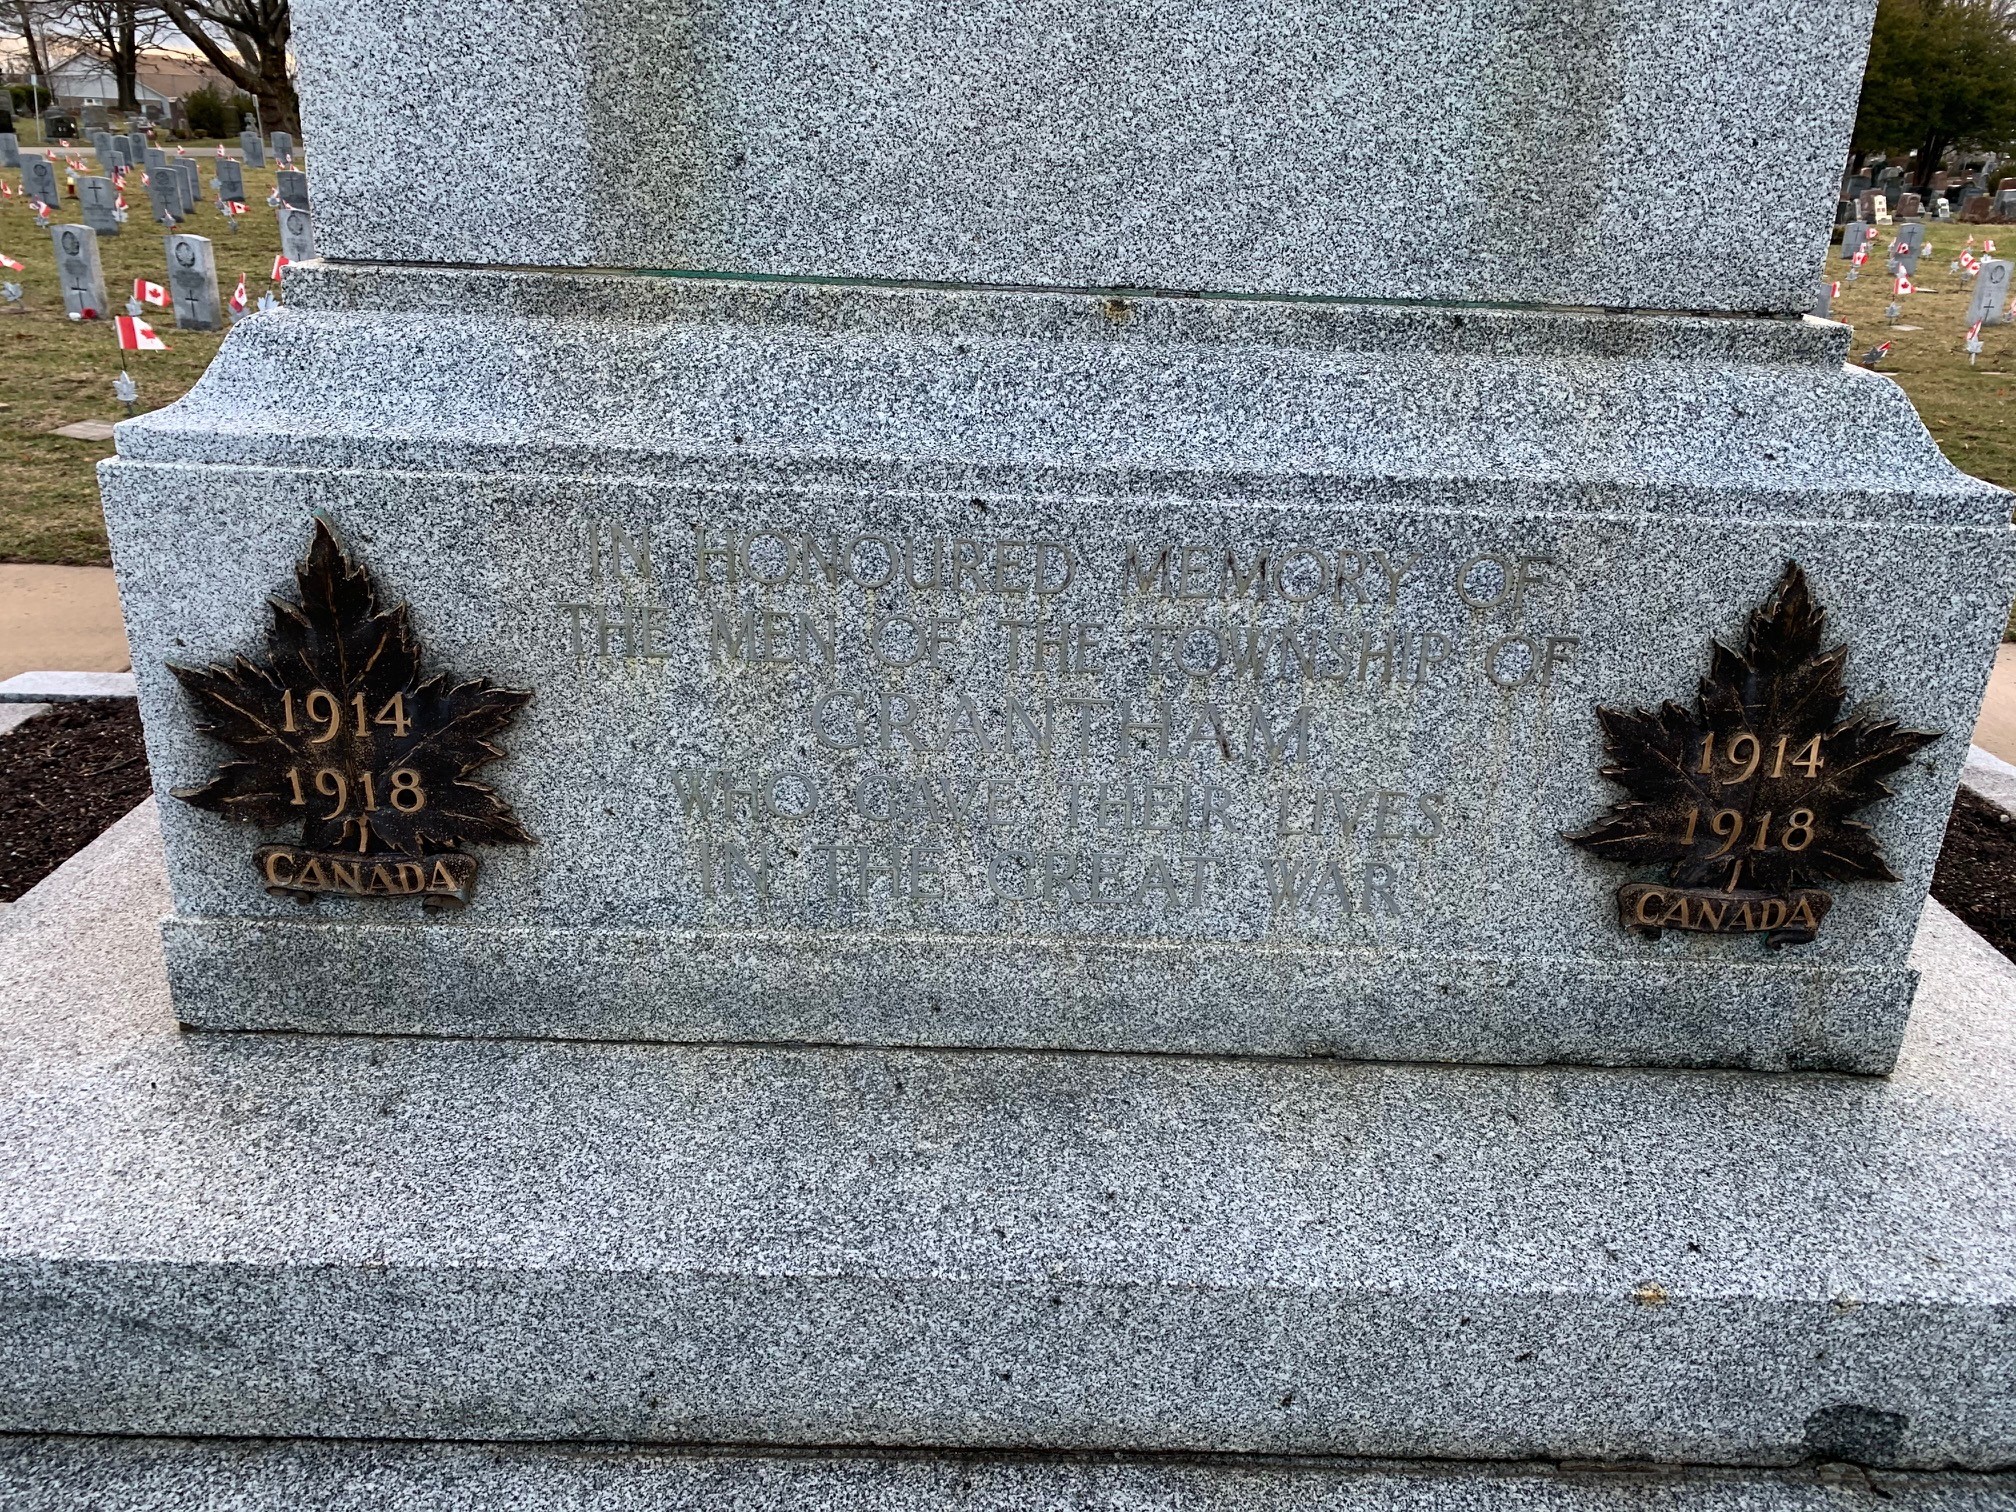 IN HONOURED MEMORY OF
THE MEN OF THE TOWNSHIP OF
GRANTHAM
WHO GAVE THEIR LIVES
IN THE GREAT WAR
1914
1918
CANADA
1914
1918
CANADA